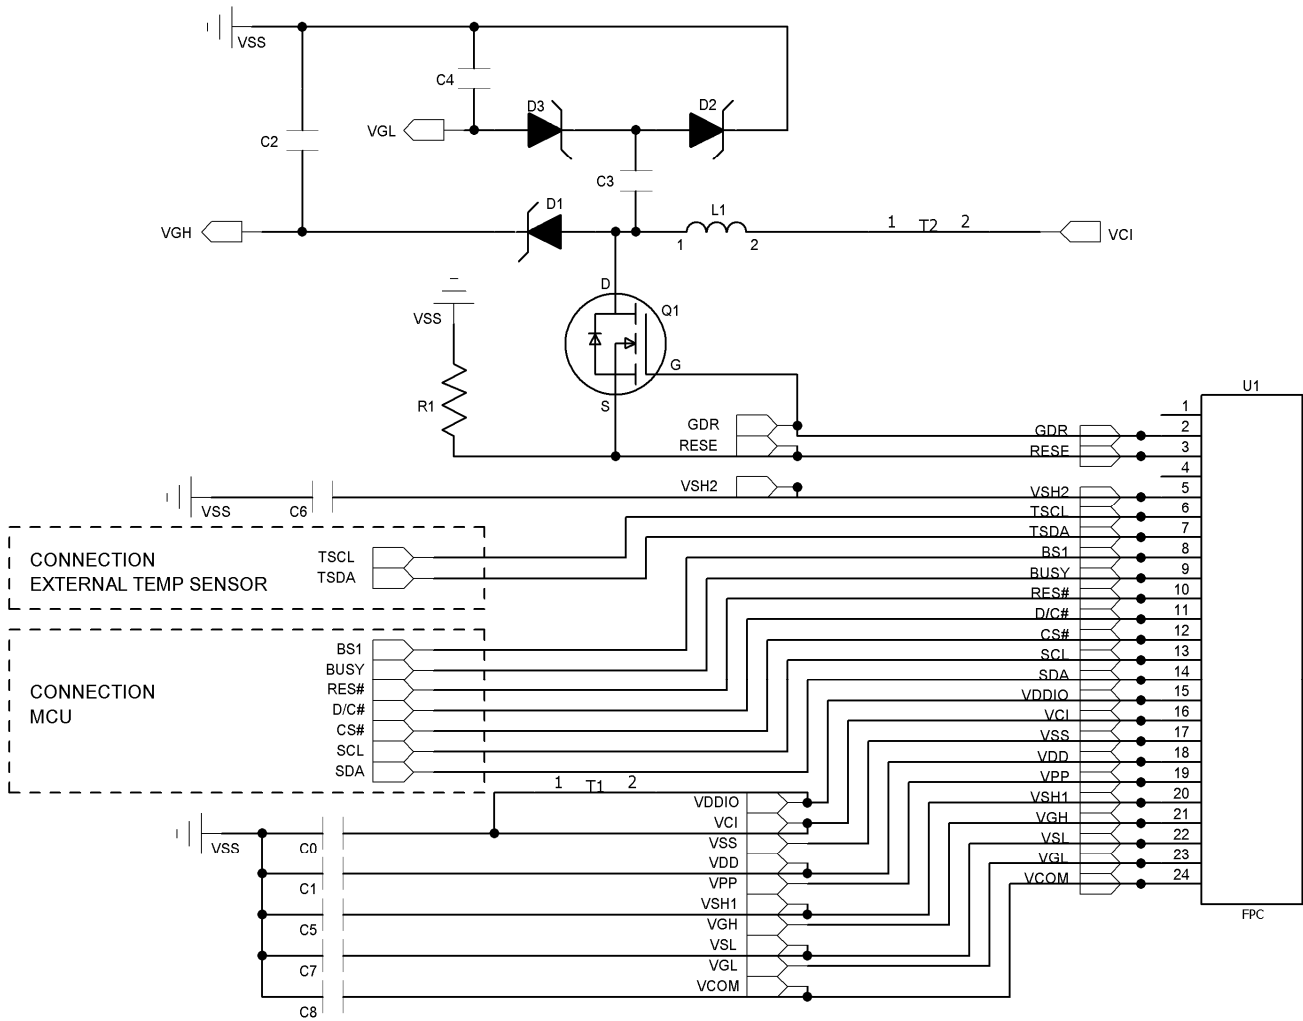 VSS
C4
D3
D2
VGL
C2
C3
D1
L1
VGH
1
2
1 T2 2
VCI
D
Q1
VSS
G
R1
S
U1
GDR
RESE
GDR
RESE
1
2
3
4
VSH2
VSS
C6
VSH2
5
TSCL
6
TSDA
7
BS1
8
BUSY
9
RES#
10
D/C#
11
CS#
12
SCL
13
SDA
14
VDDIO
15
VCI
16
VSS
17
VDD
18
VPP
19
VSH1
20
VGH
21
VSL
22
VGL
23
VCOM
24
FPC
CONNECTION
EXTERNAL TEMP SENSOR
TSCL
TSDA
CONNECTION
MCU
BS1
BUSY
RES#
D/C#
CS#
SCL
SDA
1 T1 2
VDDIO
VCI
VSS
VDD
VPP
VSH1
VGH
VSL
VGL
VCOM
VSS
C0
C1
C5
C7
C8